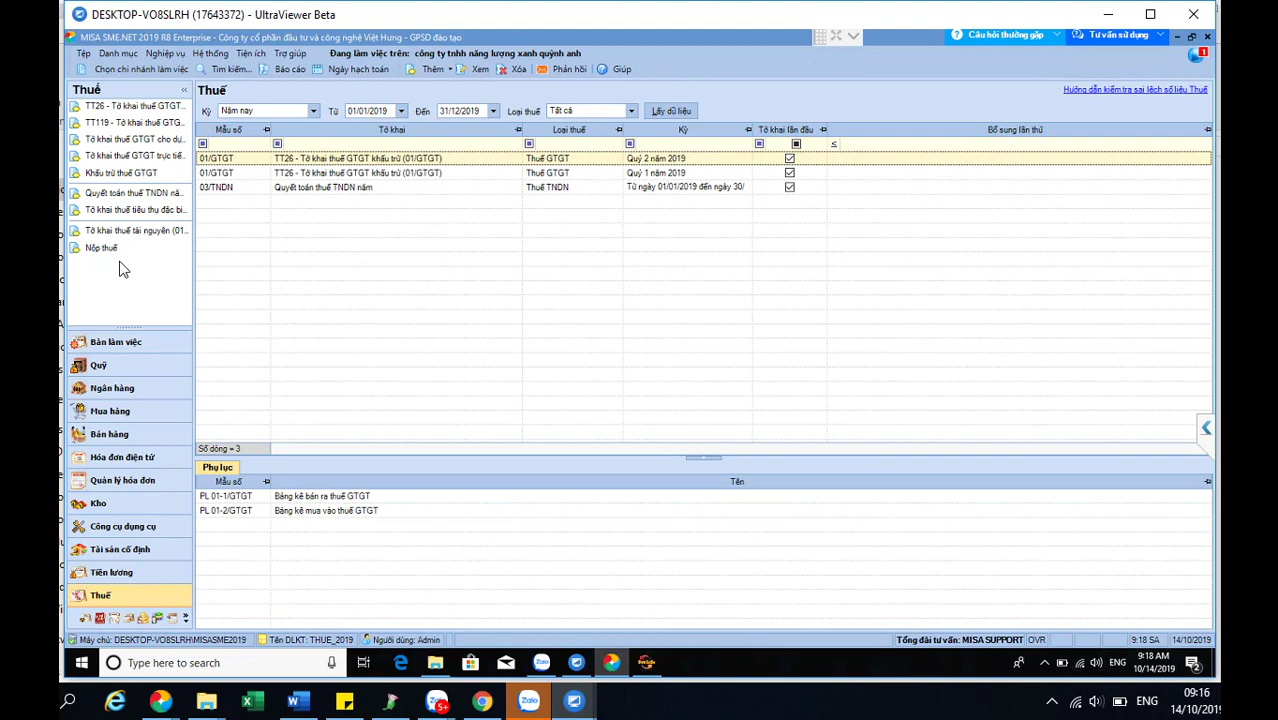 DESKTOP-VO8SLRH (17643372) - UltraViewer Beta
MISA SME.NET 2019 R8 Enterprise - Công ty cổ phần đầu tư và công nghệ Việt Hưng - GPSD đào tạo
Câu hỏi thường gặp
Tư vấn sử dụng
Tệp Danh mục Nghiệp vụ Hệ thống Tiện ích Trợ giúp Đang làm việc trên: công ty tnhh năng lượng xanh quỳnh anh
1
Chọn chi nhánh làm việc Tìm kiếm... Báo cáo Ngày hạch toán Thêm Xem Xóa Phản hồi Giúp
Thuế
Thuế
Hướng dẫn kiểm tra sai lệch số liệu Thuế
TT26 - Tờ khai thuế GTGT...
TT119 - Tờ khai thuế GTG...
Tờ khai thuế GTGT cho dự...
Tờ khai thuế GTGT trực tiế...
Khấu trừ thuế GTGT
Quyết toán thuế TNDN nă...
Tờ khai thuế tiêu thụ đặc bi...
Tờ khai thuế tài nguyên (01...
Nộp thuế
Kỳ Năm nay Từ 01/01/2019 Đến 31/12/2019 Loại thuế Tất cả Lấy dữ liệu
Mẫu số Tờ khai Loại thuế Kỳ Tờ khai lần đầu Bổ sung lần thứ
≤
01/GTGT TT26 - Tờ khai thuế GTGT khấu trừ (01/GTGT) Thuế GTGT Quý 2 năm 2019
01/GTGT TT26 - Tờ khai thuế GTGT khấu trừ (01/GTGT) Thuế GTGT Quý 1 năm 2019
03/TNDN Quyết toán thuế TNDN năm Thuế TNDN Từ ngày 01/01/2019 đến ngày 30/
Số dòng = 3
Bàn làm việc
Quỹ
Ngân hàng
Mua hàng
Bán hàng
Hóa đơn điện tử
Quản lý hóa đơn
Kho
Công cụ dụng cụ
Tài sản cố định
Tiền lương
Thuế
Phụ lục
Mẫu số Tên
PL 01-1/GTGT Bảng kê bán ra thuế GTGT
PL 01-2/GTGT Bảng kê mua vào thuế GTGT
Máy chủ: DESKTOP-VO8SLRH\MISASME2019 Tên DLKT: THUE_2019 Người dùng: Admin Tổng đài tư vấn: MISA SUPPORT OVR 9:18 SA 14/10/2019
Type here to search
ENG
9:18 AM
10/14/2019
2
Zalo
5+
ENG
09:16
14/10/2019